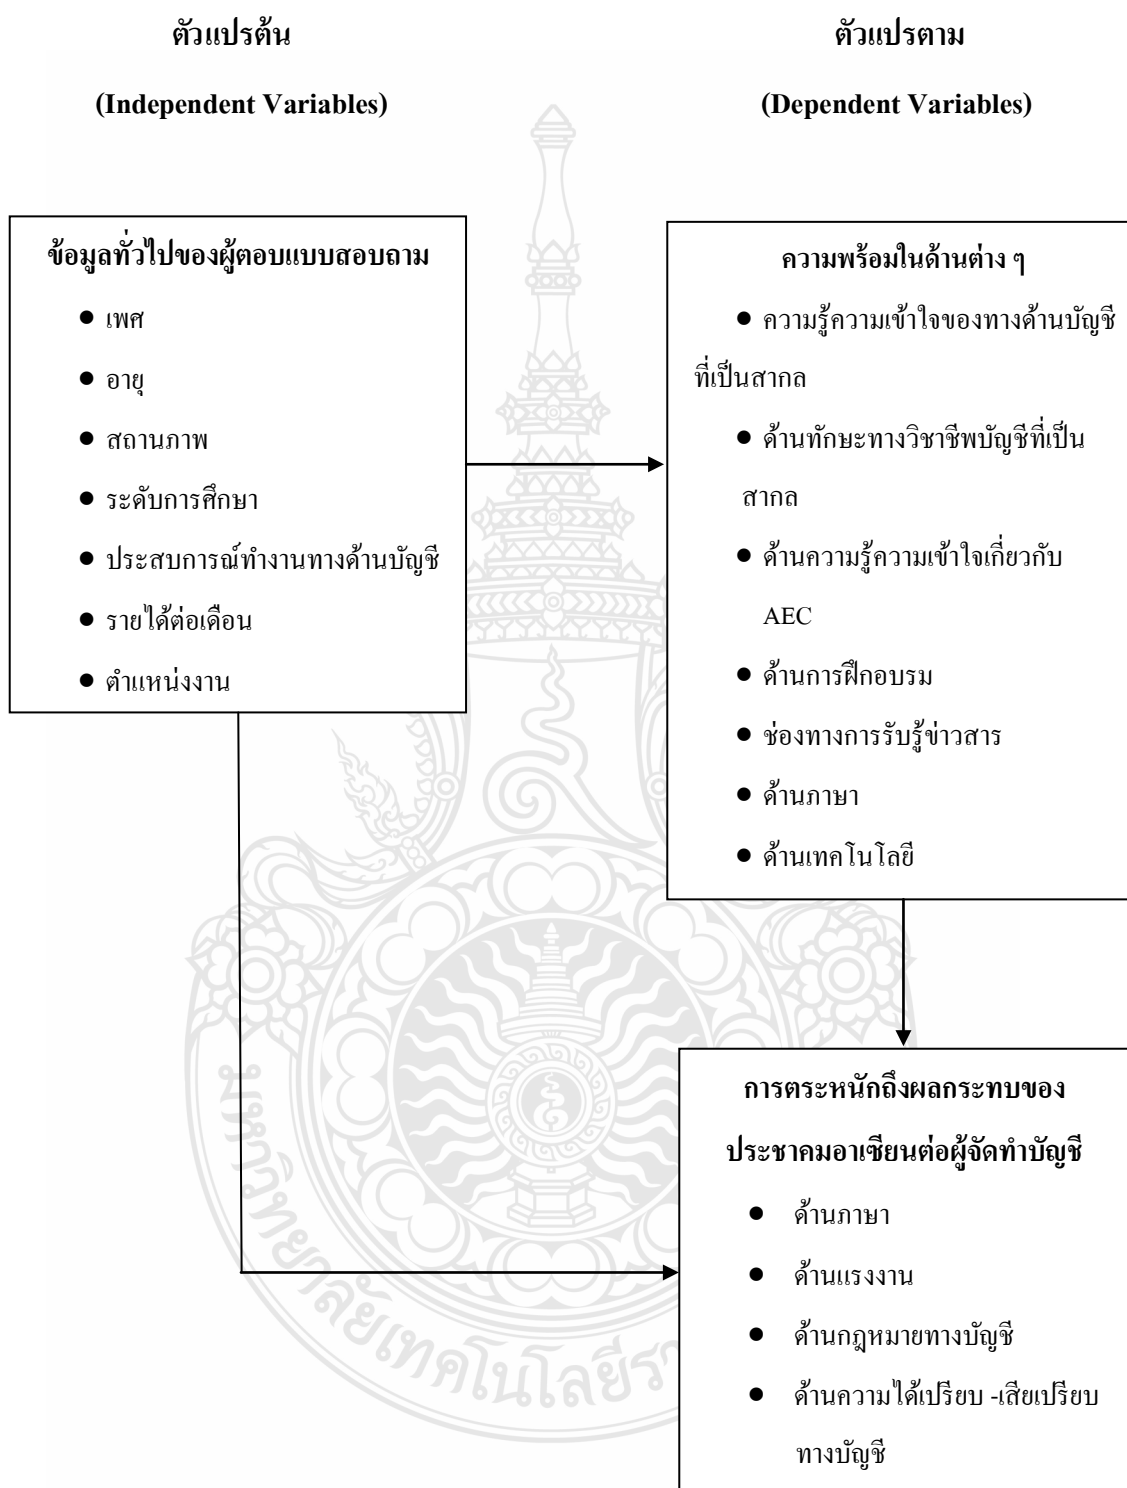 ตัวแปรต้น
(Independent Variables)
ข้อมูลทั่วไปของผู้ตอบแบบสอบถาม
● เพศ
● อายุ
● สถานภาพ
● ระดับการศึกษา
● ประสบการณ์ทำงานทางด้านบัญชี
● รายได้ต่อเดือน
● ตำแหน่งงาน
ตัวแปรตาม
(Dependent Variables)
ความพร้อมในด้านต่าง ๆ
● ความรู้ความเข้าใจของทางด้านบัญชี
ที่เป็นสากล
● ด้านทักษะทางวิชาชีพบัญชีที่เป็น
สากล
● ด้านความรู้ความเข้าใจเกี่ยวกับ
AEC
● ด้านการฝึกอบรม
● ช่องทางการรับรู้ข่าวสาร
● ด้านภาษา
● ด้านเทคโนโลยี
การตระหนักถึงผลกระทบของ
ประชาคมอาเซียนต่อผู้จัดทำบัญชี
● ด้านภาษา
● ด้านแรงงาน
● ด้านกฎหมายทางบัญชี
● ด้านความได้เปรียบ -เสียเปรียบ
ทางบัญชี
มหาวิทยาลัยเทคโนโลยีรา